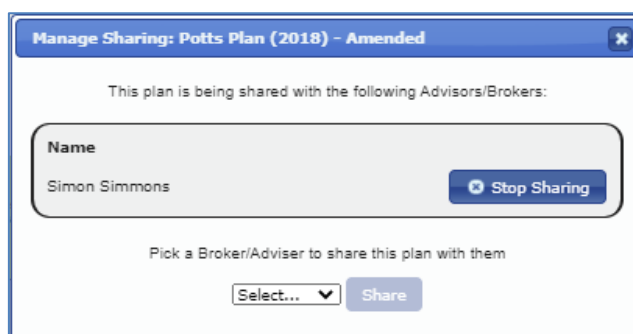 Manage Sharing: Potts Plan (2018) - Amended
This plan is being shared with the following Advisors/Brokers:
Name
Simon Simmons
Stop Sharing
Pick a Broker/Adviser to share this plan with them
Select... Share